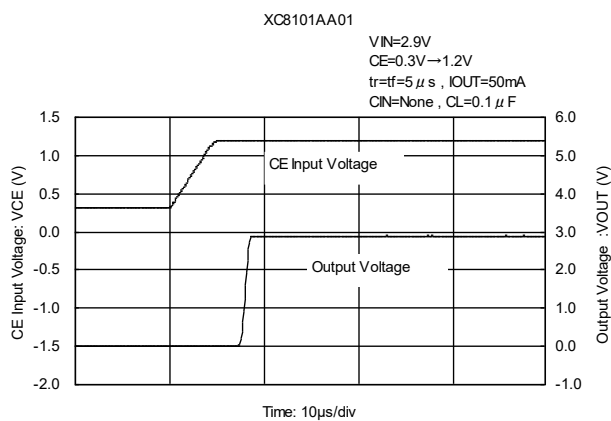 XC8101AA01
VIN=2.9V
CE=0.3V→1.2V
tr=tf=5μs , IOUT=50mA
CIN=None , CL=0.1μF
1.5
1.0
0.5
0.0
-0.5
-1.0
-1.5
-2.0
CE Input Voltage: VCE (V)
CE Input Voltage
Output Voltage
6.0
5.0
4.0
3.0
2.0
1.0
0.0
-1.0
Output Voltage :VOUT (V)
Time: 10μs/div